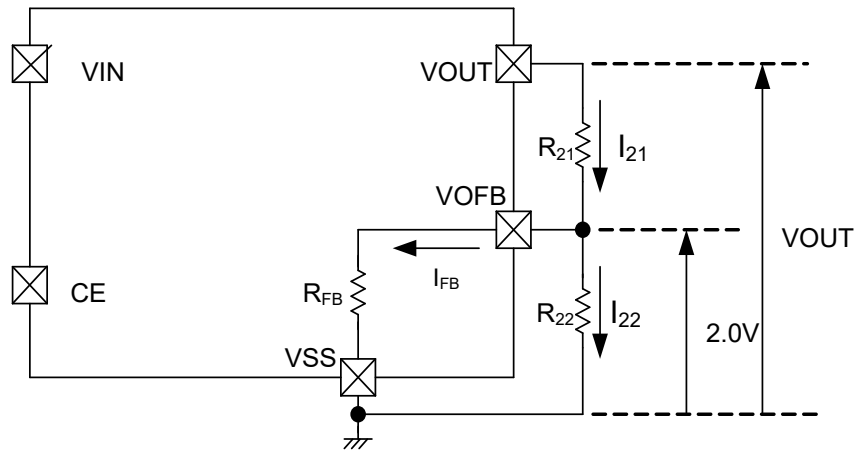 VIN
VOUT
R21
I21
VOFB
VOUT
CE
IFB
RFB
R22
I22
2.0V
VSS